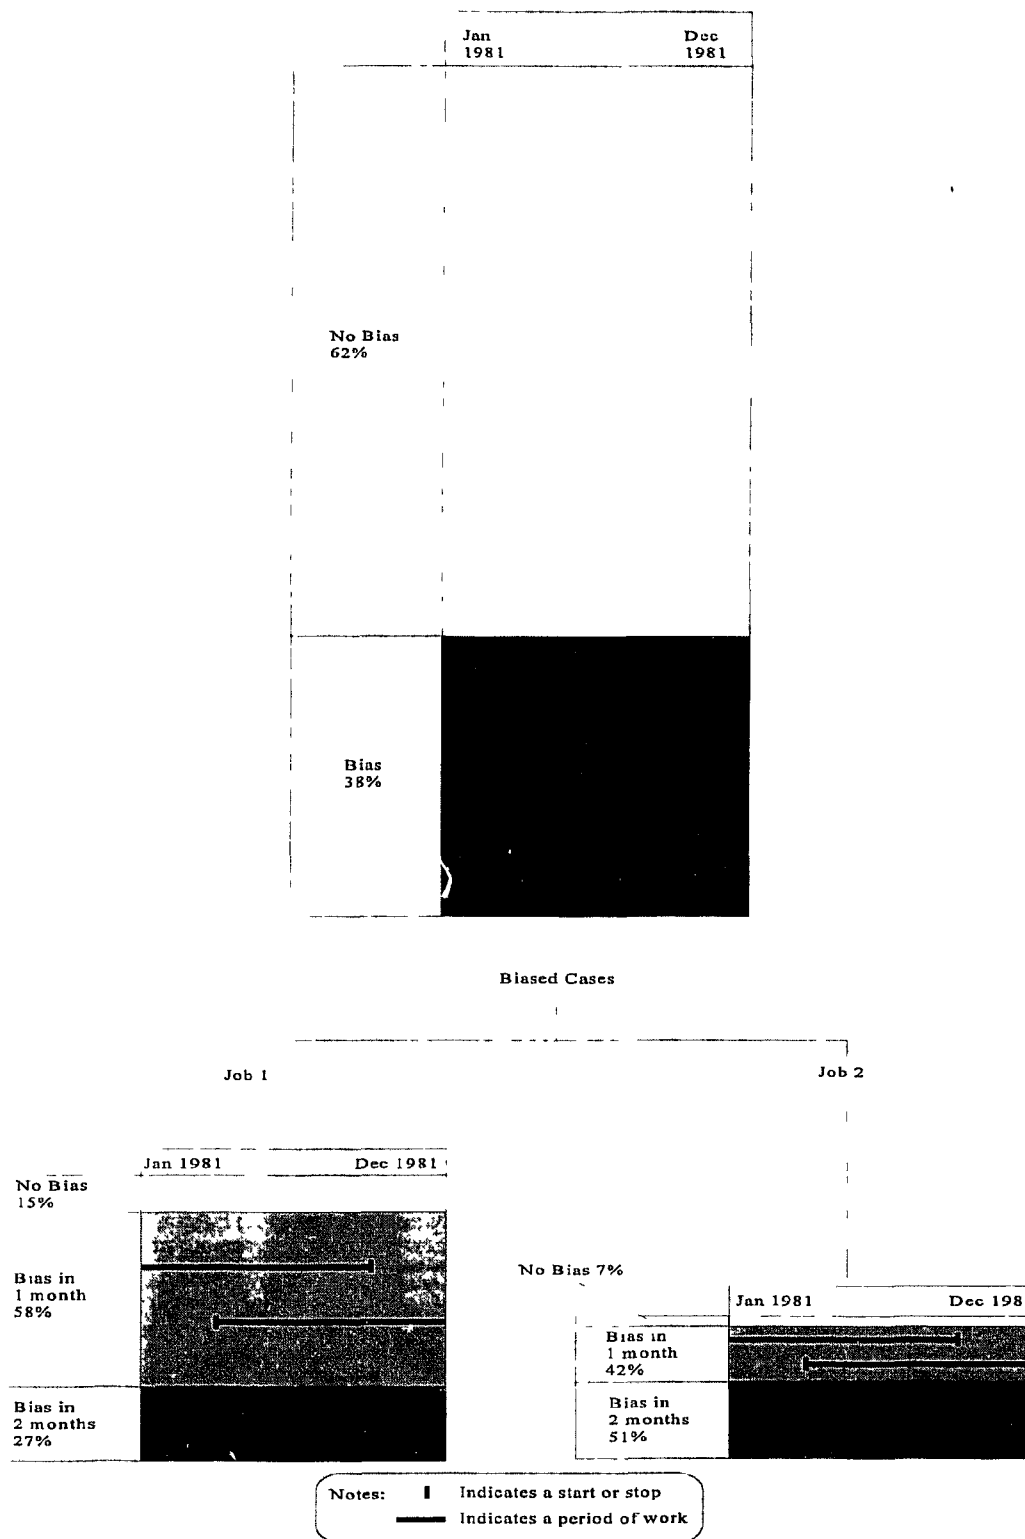 Jan
1981
Dec
1981
No Bias
62%
Bias
38%
Biased Cases
Job 1
Job 2
Jan 1981
Dec 1981
No Bias
15%
Bias in
1 month
58%
Bias in
2 months
27%
No Bias 7%
Jan 1981
Dec 198
Bias in
1 month
42%
Bias in
2 months
51%
Notes:
Indicates a start or stop
Indicates a period of work